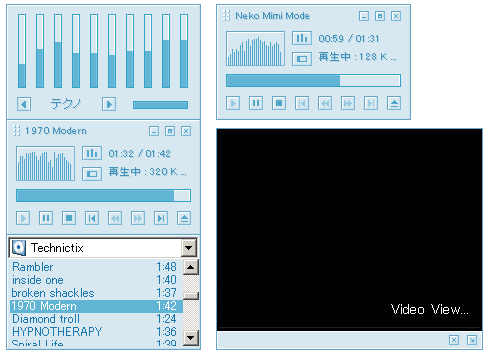 テクノ
1970 Modern
01:32 / 01:42
再生中 : 320 K ...
Technictix
Rambler 1:48
inside one 1:40
broken shackles 1:37
1970 Modern 1:42
Diamond troll 1:24
HYPNOTHERAPY 1:36
Spiral Life 1:39
Neko Mimi Mode
00:59 / 01:31
再生中 : 128 K ...
Video View...